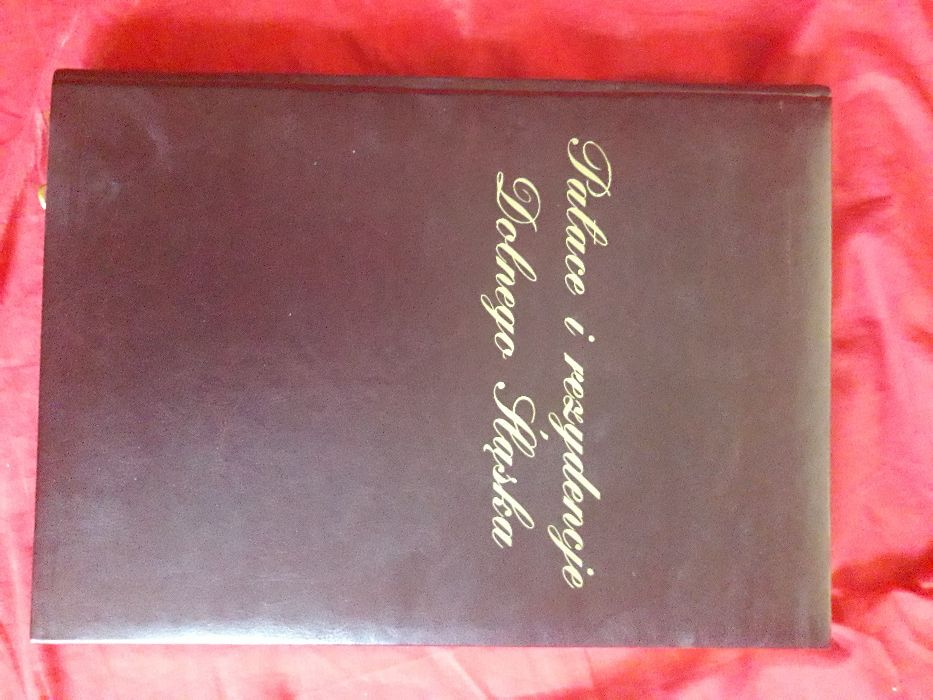 Pałace i rezydencje
Dolnego Śląska